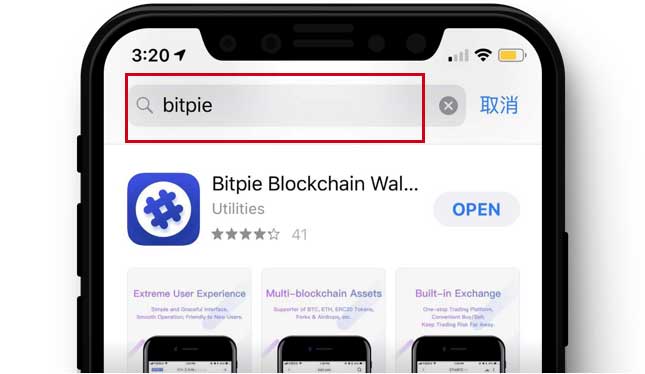 3:20
bitpie
取消
Bitpie Blockchain Wal...
Utilities
OPEN
41
Extreme User Experience
Simple and Graceful Interface,
Smooth Operation; Friendly to New Users.
Multi-blockchain Assets
Supporter of BTC, ETH, ERC20 Tokens,
Forks & Airdrops, etc.
Built-in Exchange
One-stop Trading Platform,
Convenient Buy/Sell,
Keep Trading Risk Far Away.